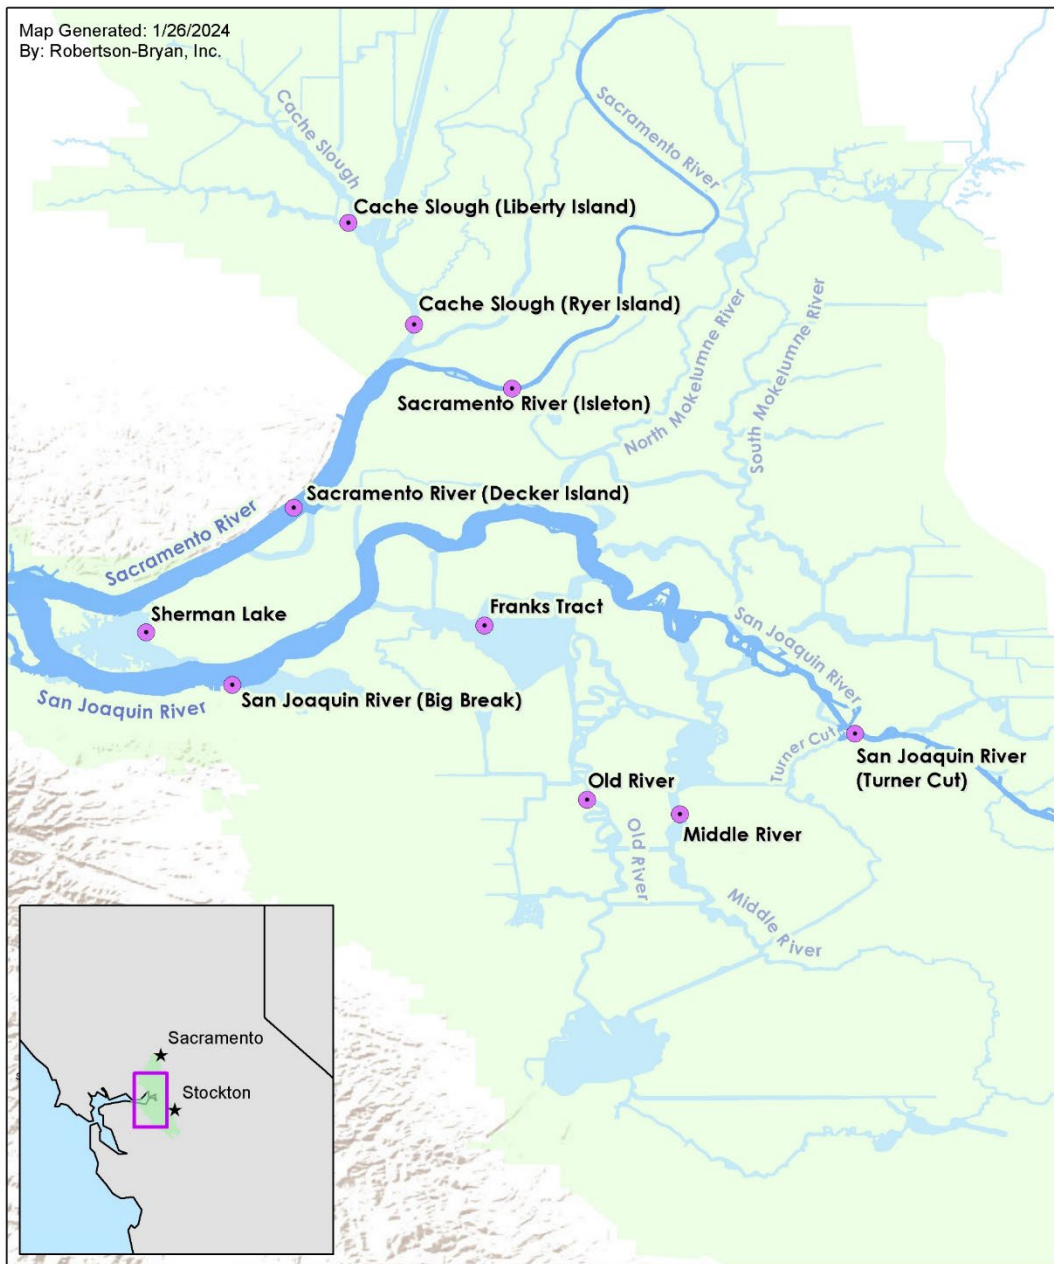 Map Generated: 1/26/2024
By: Robertson-Bryan, Inc.
Cache Slough
Sacramento River
Cache Slough (Liberty Island)
Cache Slough (Ryer Island)
North Mokelumne River
South Mokelumne River
Sacramento River (Isleton)
Sacramento River (Decker Island)
Sacramento River
Sherman Lake
Franks Tract
San Joaquin River
San Joaquin River (Big Break)
San Joaquin River
Turner Cut
San Joaquin River
(Turner Cut)
Old River
Middle River
Old River
Middle River
Sacramento
Stockton